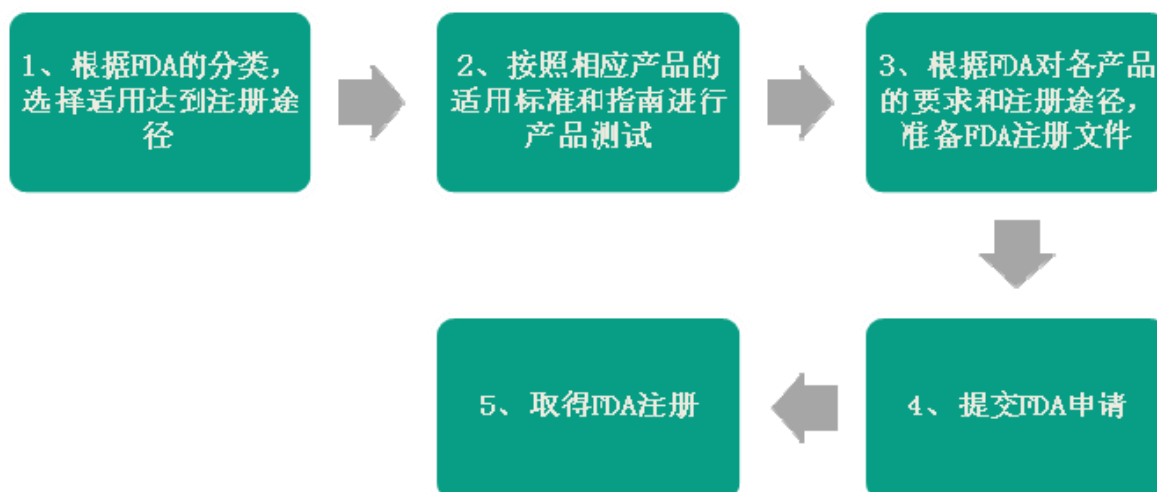 1、根据FDA的分类，
选择适用达到注册途
径
2、按照相应产品的
适用标准和指南进行
产品测试
3、根据FDA对各产品
的要求和注册途径，
准备FDA注册文件
4、提交FDA申请
5、取得FDA注册